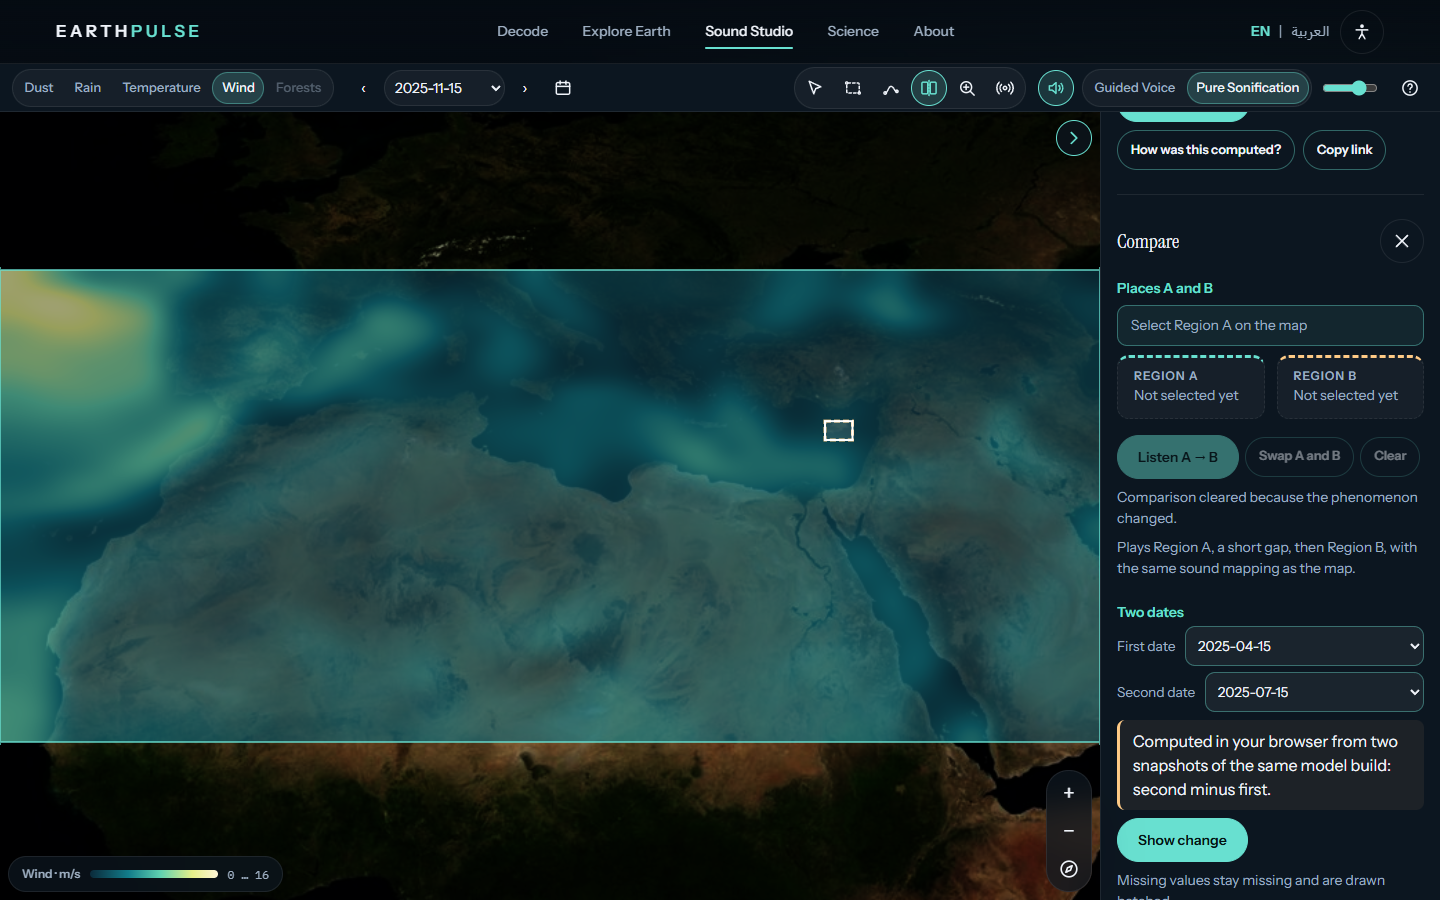 EARTHPULSE
Decode
Explore Earth
Sound Studio
Science
About
EN | العربية
Dust
Rain
Temperature
Wind
Forests
‹
2025-11-15
›
Guided Voice
Pure Sonification
How was this computed?
Copy link
Compare
Places A and B
Select Region A on the map
REGION A
Not selected yet
REGION B
Not selected yet
Listen A → B
Swap A and B
Clear
Comparison cleared because the phenomenon
changed.
Plays Region A, a short gap, then Region B, with
the same sound mapping as the map.
Two dates
First date
2025-04-15
Second date
2025-07-15
Computed in your browser from two
snapshots of the same model build:
second minus first.
Show change
Missing values stay missing and are drawn
hatched
Wind · m/s
0 … 16